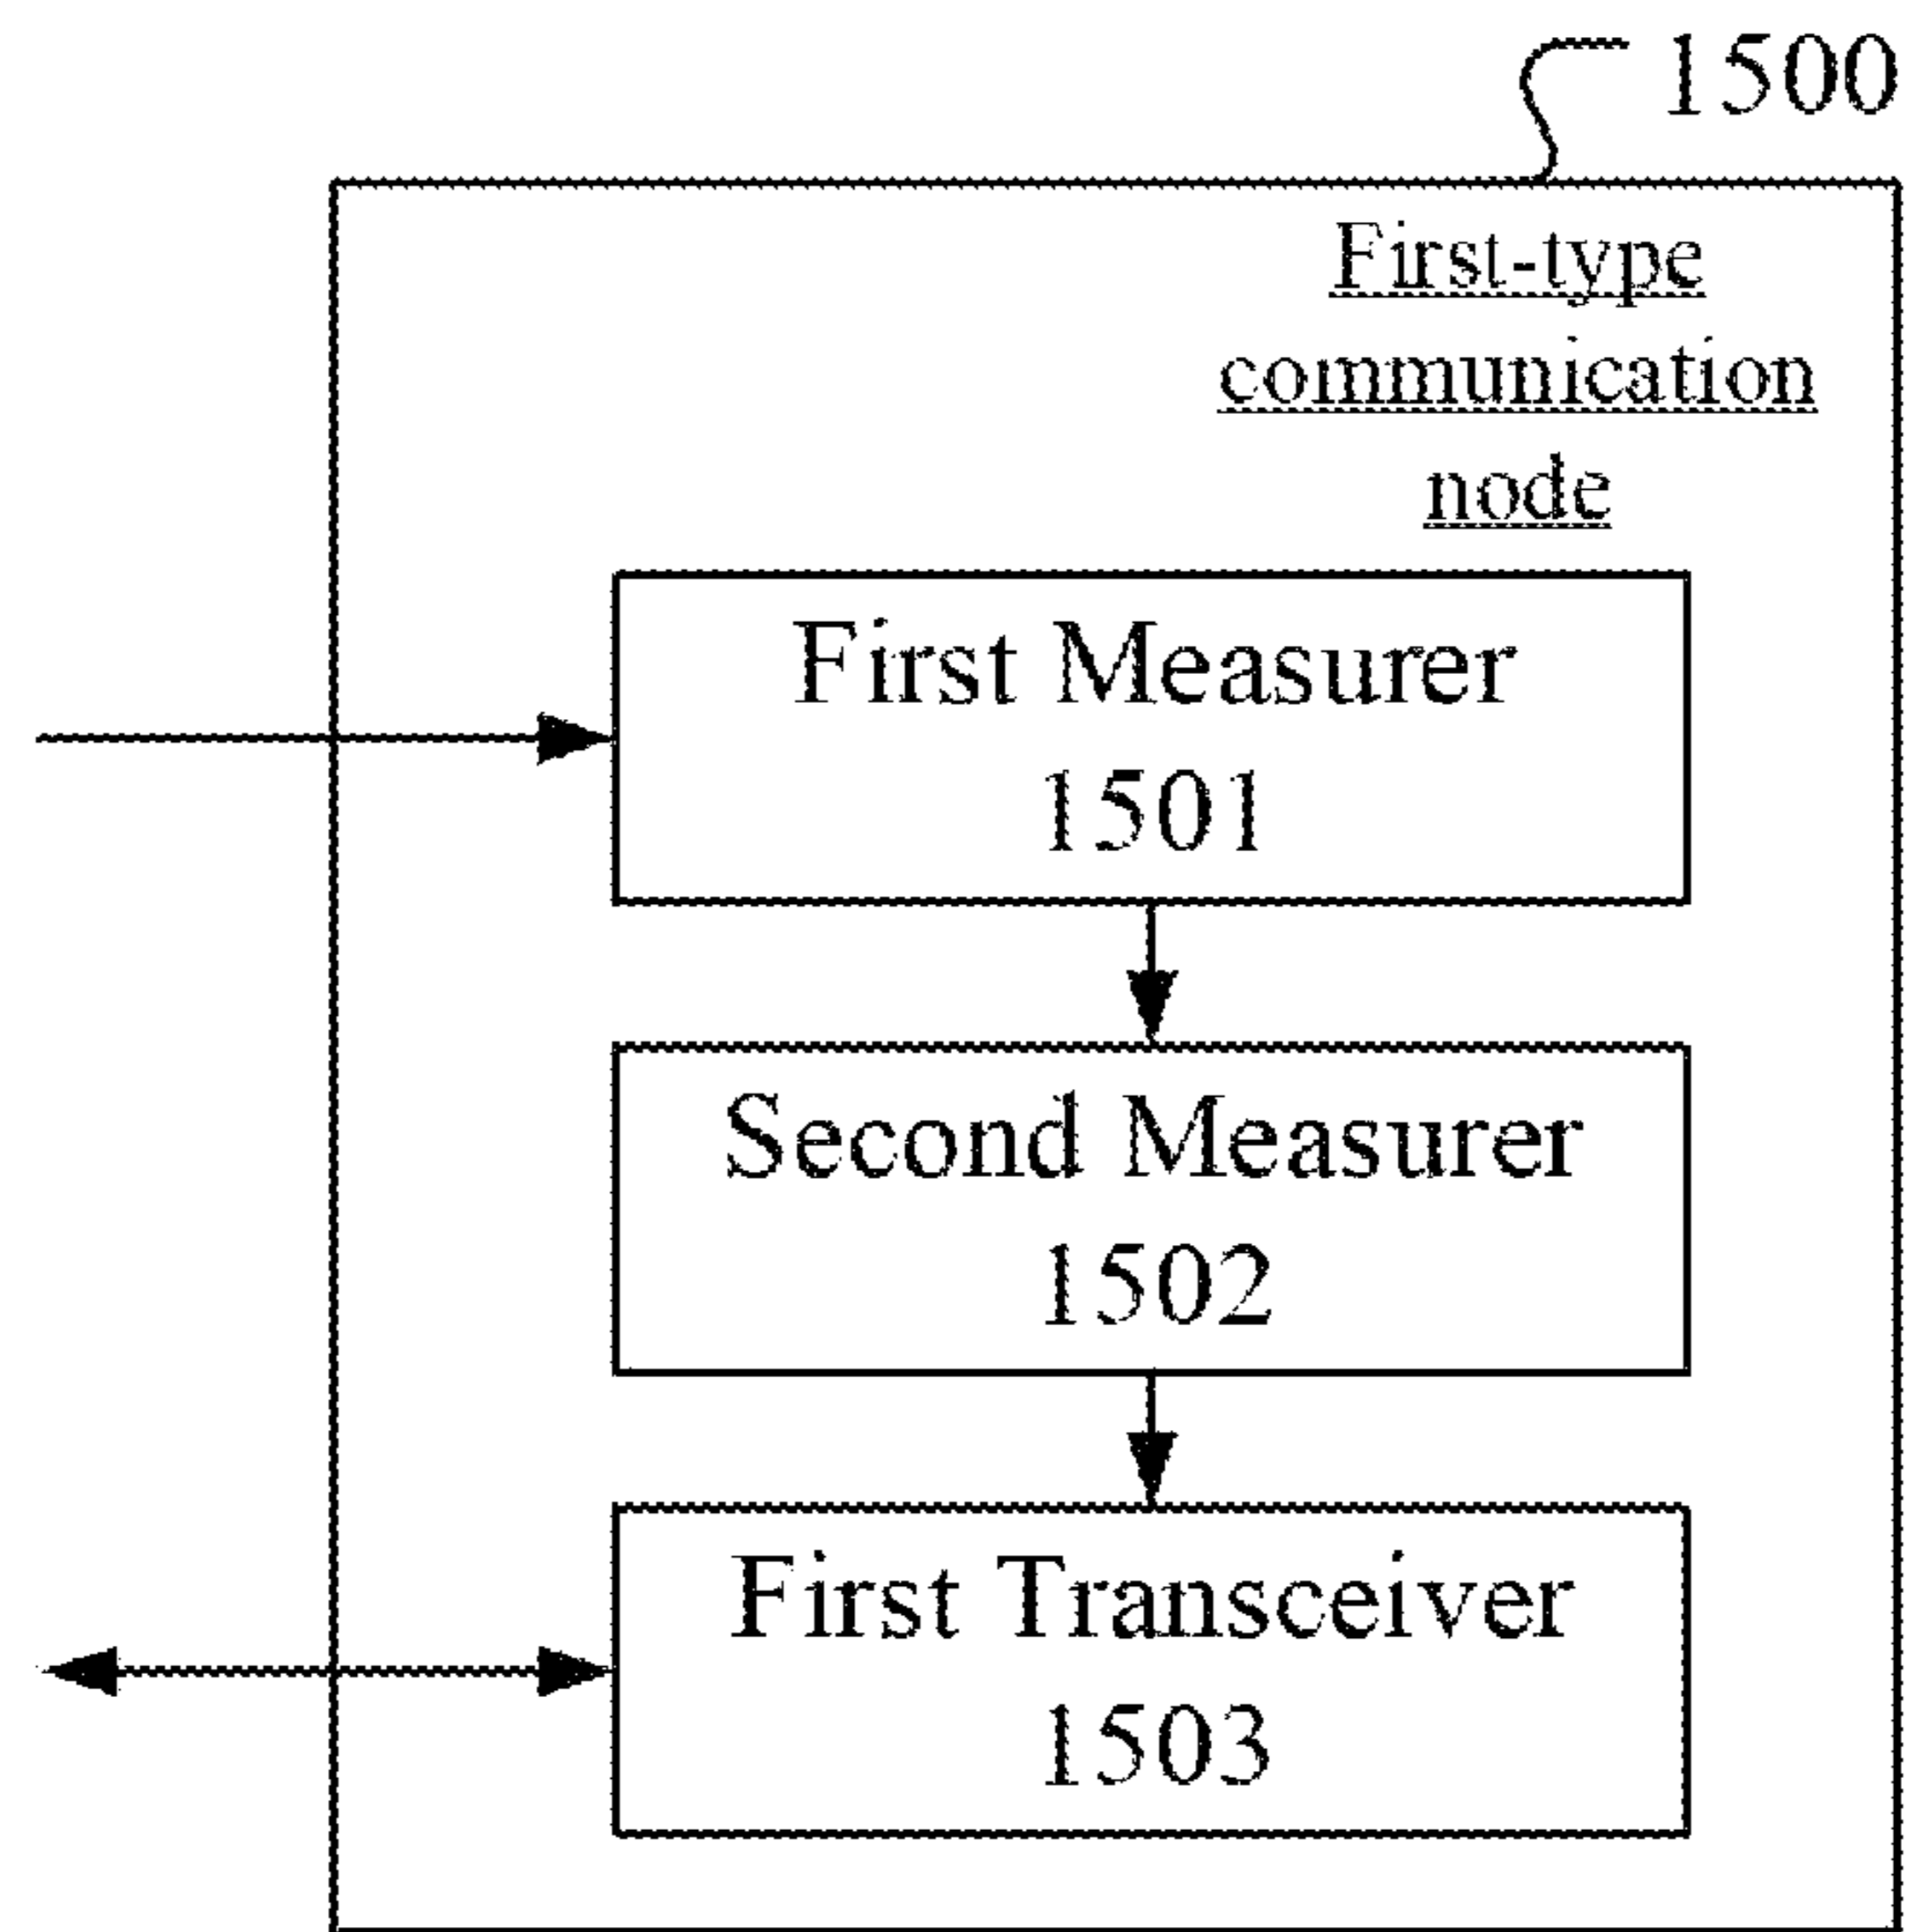 1500
First-type
communication
node
First Measurer
1501
Second Measurer
1502
First Transceiver
1503